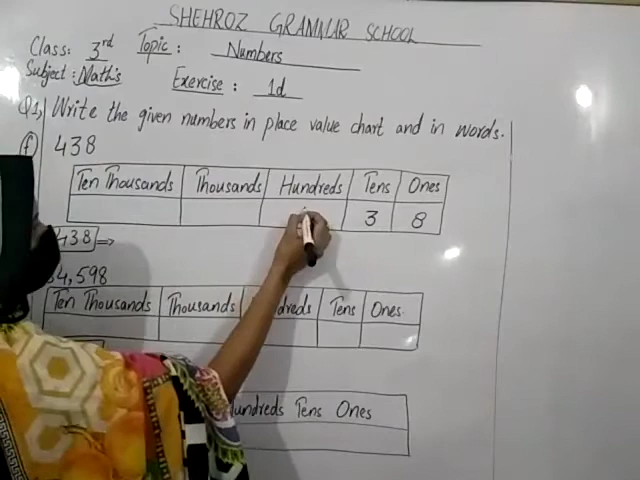 SHEHROZ GRAMMAR SCHOOL
Class: 3rd Topic: Numbers
Subject: Math's Exercise: 1d
Q1, Write the given numbers in place value chart and in words.
(f) 438
Ten Thousands Thousands Hundreds Tens Ones
3 8
438 ⇒
4,598
Ten Thousands Thousands Tens Ones.
Tens Ones